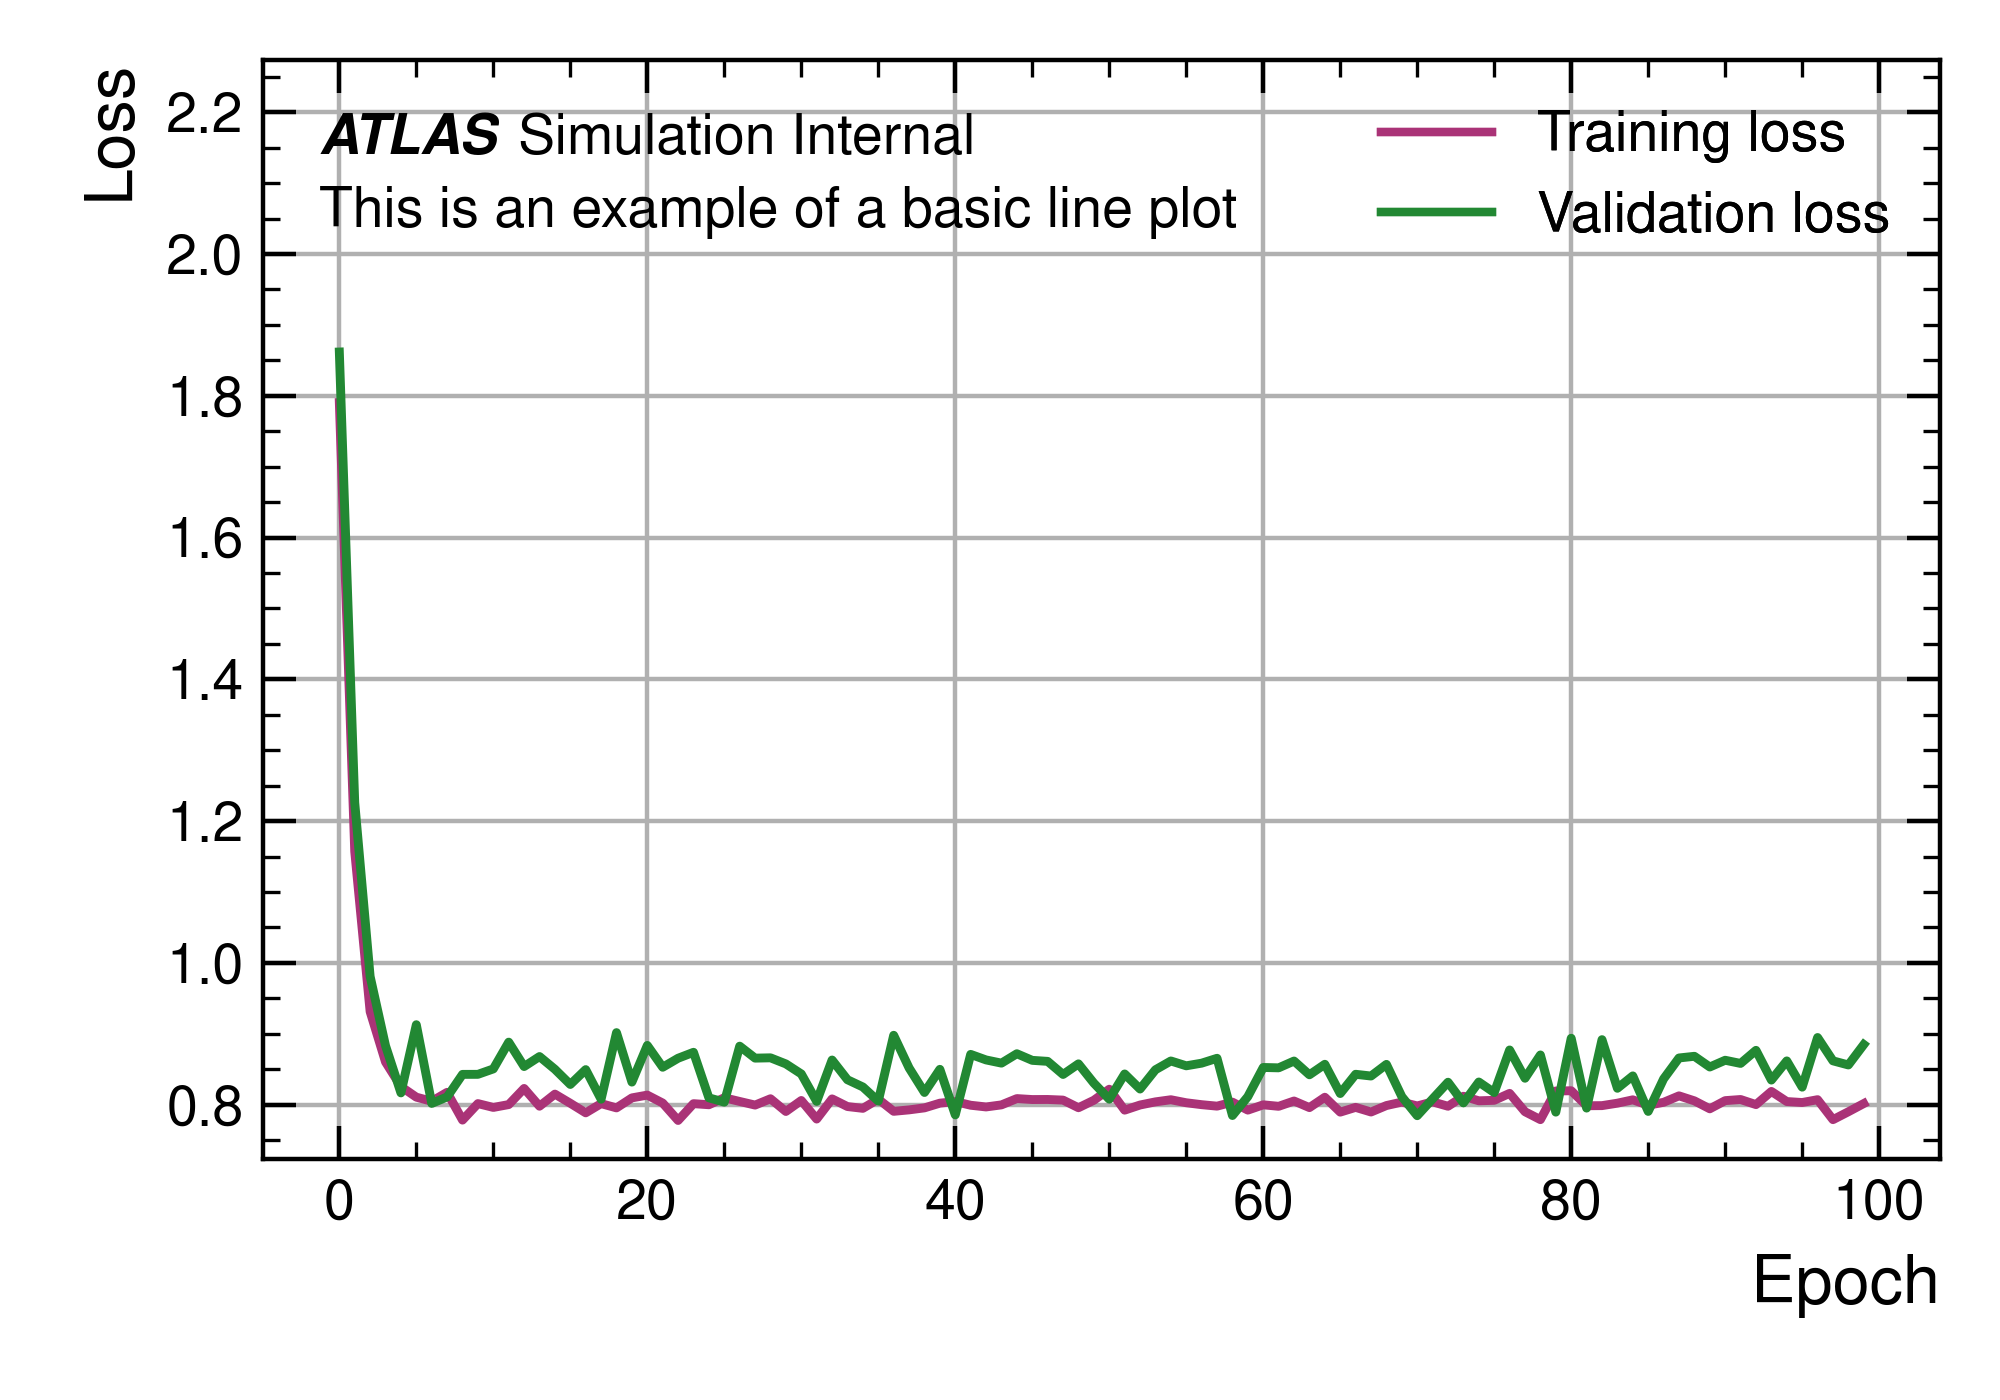 Loss
2.2
2.0
1.8
1.6
1.4
1.2
1.0
0.8
ATLAS Simulation Internal
This is an example of a basic line plot
Training loss
Validation loss
0 20 40 60 80 100
Epoch